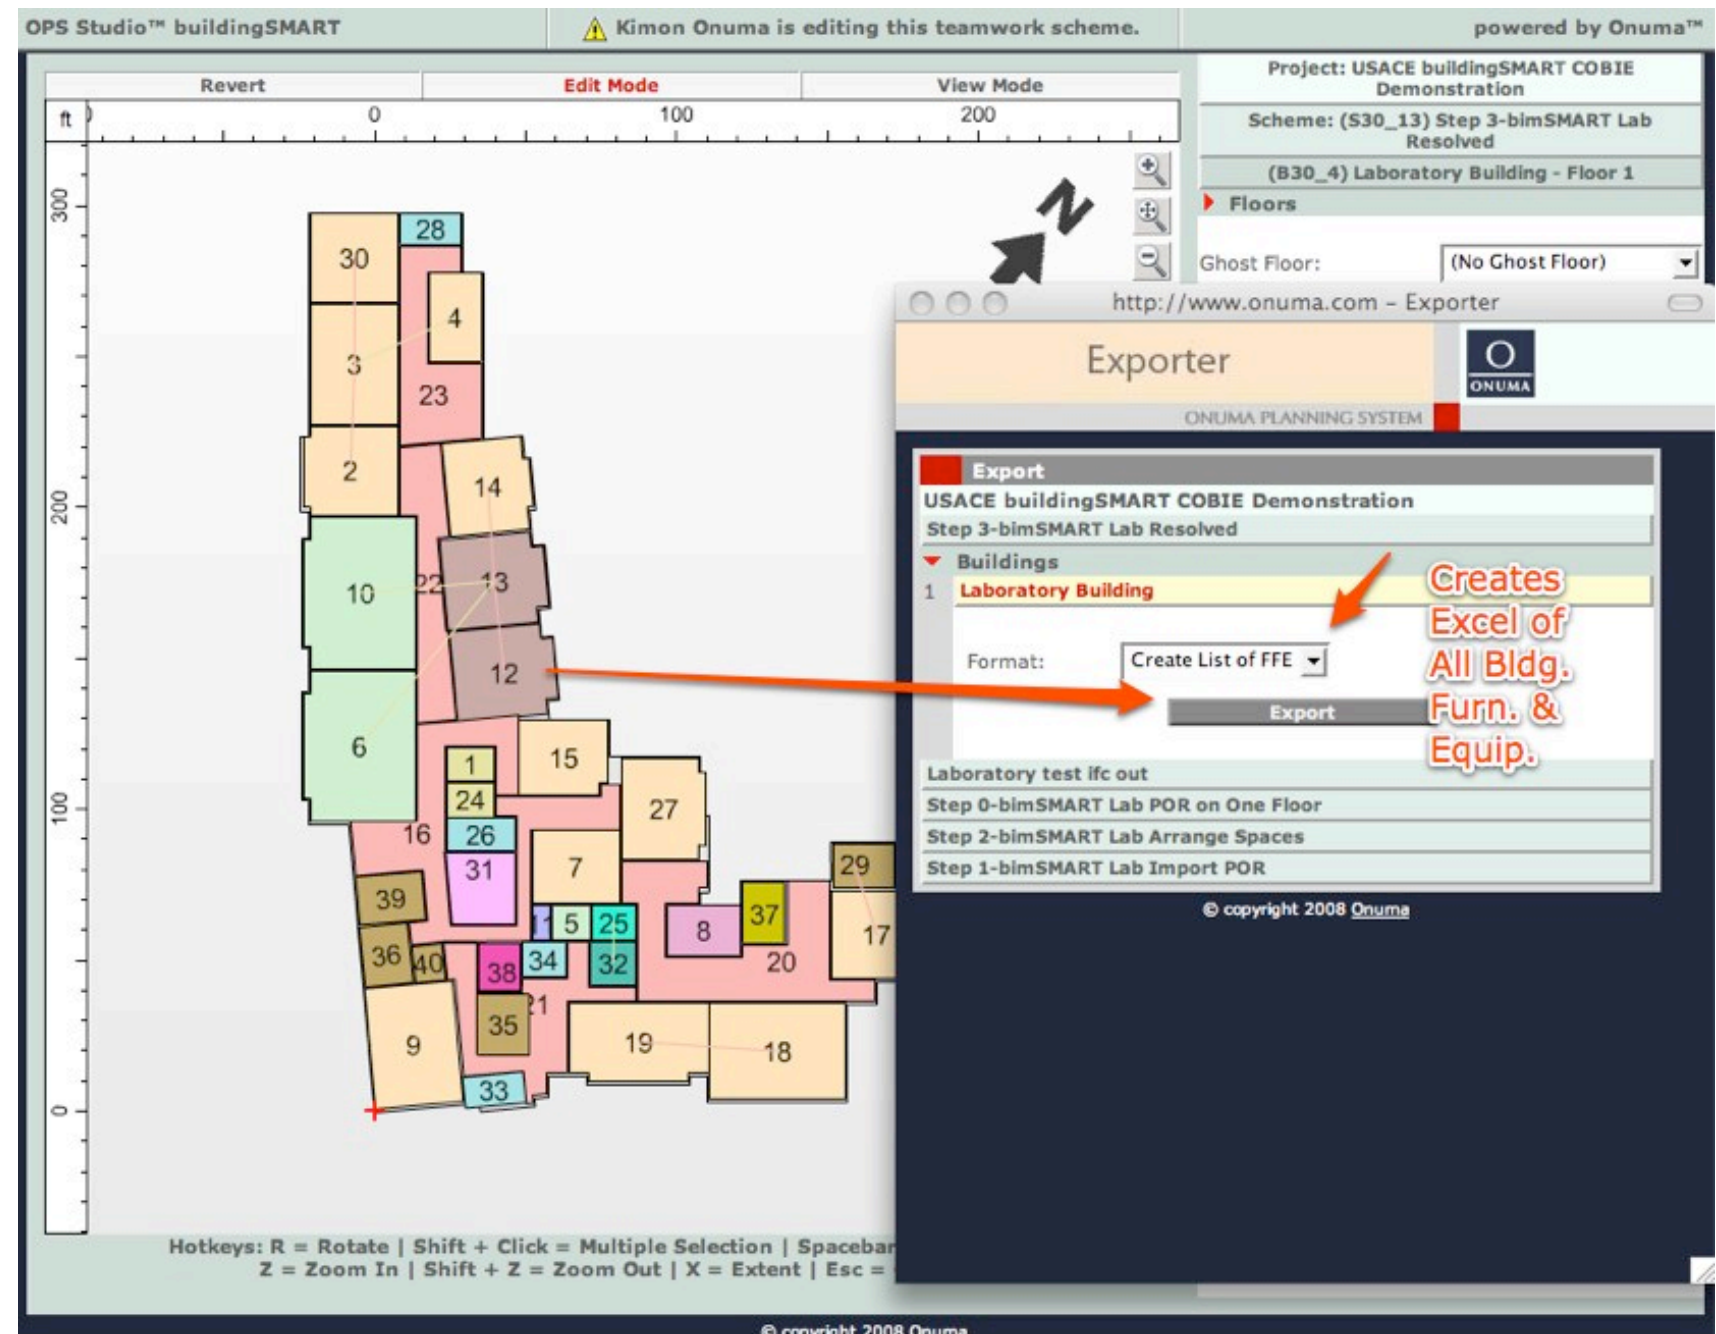 OPS Studio™ buildingSMART
Kimon Onuma is editing this teamwork scheme.
powered by Onuma™
Revert
Edit Mode
View Mode
ft
0
100
200
300
200
100
0
Project: USACE buildingSMART COBIE
Demonstration
Scheme: (S30_13) Step 3-bimSMART Lab
Resolved
(B30_4) Laboratory Building - Floor 1
Floors
Ghost Floor:
(No Ghost Floor)
N
30
28
4
3
23
2
14
10
22
13
12
6
15
1
24
27
16
26
31
7
29
39
11
5
25
8
37
17
36
40
38
34
32
20
21
35
9
19
18
33
http://www.onuma.com – Exporter
Exporter
O
ONUMA
ONUMA PLANNING SYSTEM
Export
USACE buildingSMART COBIE Demonstration
Step 3-bimSMART Lab Resolved
Buildings
1 Laboratory Building
Format:
Create List of FFE
Export
Creates
Excel of
All Bldg.
Furn. &
Equip.
Laboratory test ifc out
Step 0-bimSMART Lab POR on One Floor
Step 2-bimSMART Lab Arrange Spaces
Step 1-bimSMART Lab Import POR
© copyright 2008 Onuma
Hotkeys: R = Rotate | Shift + Click = Multiple Selection | Spacebar
Z = Zoom In | Shift + Z = Zoom Out | X = Extent | Esc =
© copyright 2008 Onuma